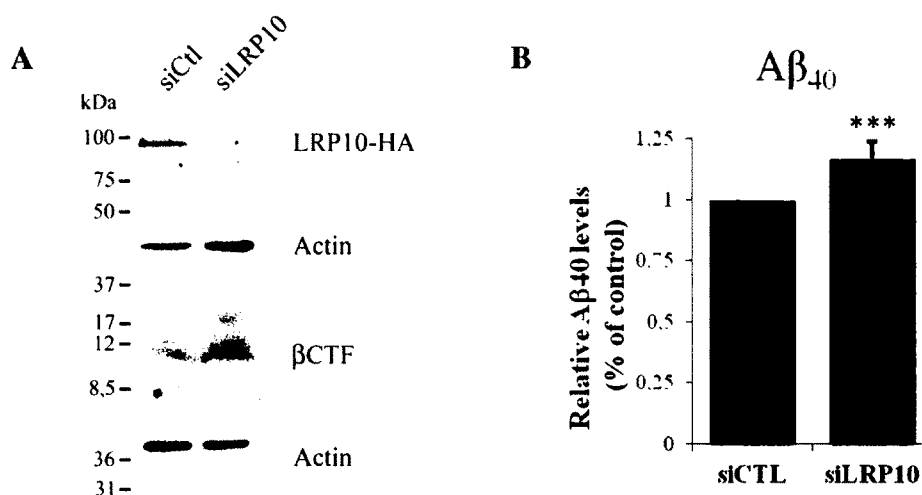 A
siCtl
siLRP10
kDa
100
LRP10-HA
75
50
Actin
37
17
12
βCTF
8,5
Actin
36
31
B
Aβ40
***
1.25
1
0.75
0.5
0.25
0
Relative Aβ40 levels
(% of control)
siCTL
siLRP10